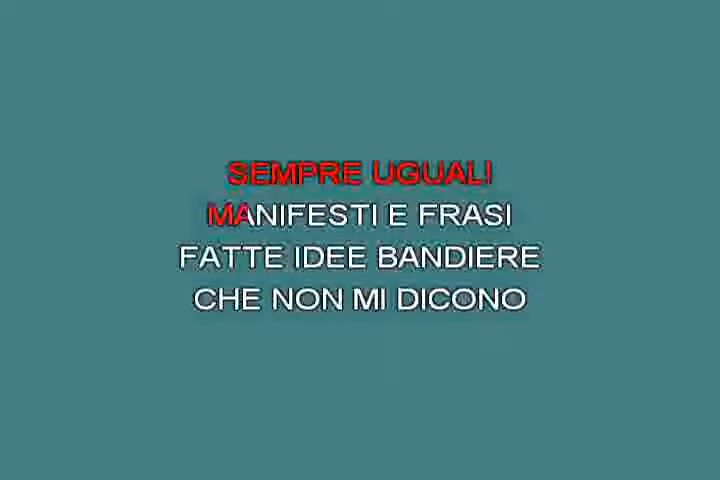 SEMPRE UGUALI
MANIFESTI E FRASI
FATTE IDEE BANDIERE
CHE NON MI DICONO